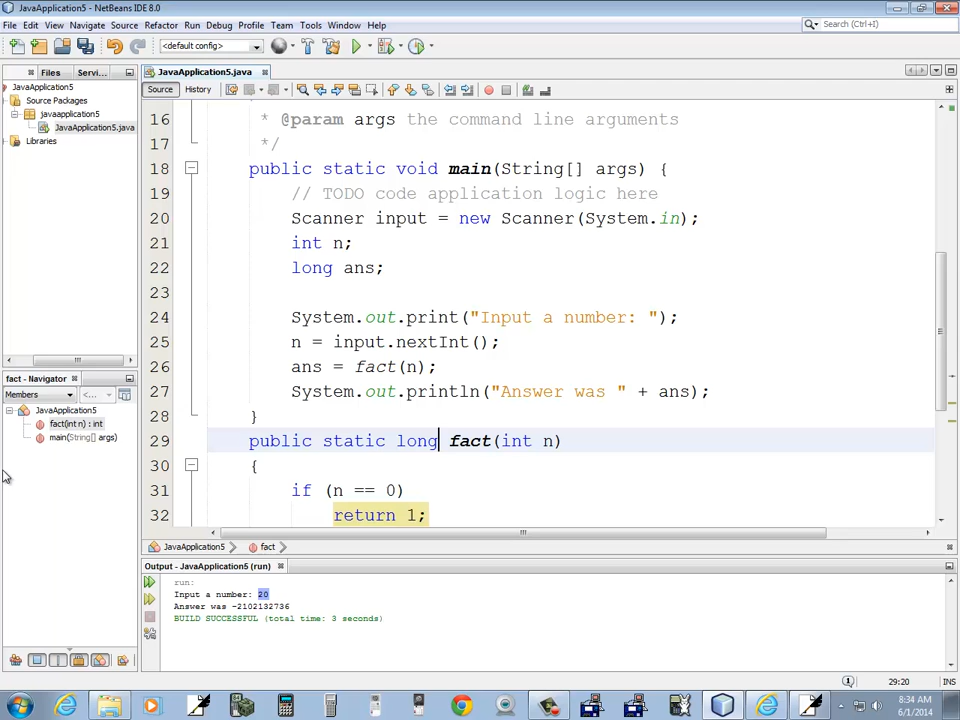 JavaApplication5 - NetBeans IDE 8.0
File Edit View Navigate Source Refactor Run Debug Profile Team Tools Window Help
<default config>
Search (Ctrl+I)
Files Servi...
JavaApplication5.java
JavaApplication5
Source History
Source Packages
javaapplication5
JavaApplication5.java
Libraries
16 * @param args the command line arguments
17 */
18 public static void main(String[] args) {
19 // TODO code application logic here
20 Scanner input = new Scanner(System.in);
21 int n;
22 long ans;
23
24 System.out.print("Input a number: ");
25 n = input.nextInt();
26 ans = fact(n);
27 System.out.println("Answer was " + ans);
28 }
29 public static long fact(int n)
30 {
31 if (n == 0)
32 return 1;
fact - Navigator
Members <...
JavaApplication5
fact(int n) : int
main(String[] args)
JavaApplication5 fact
Output - JavaApplication5 (run)
run:
Input a number: 20
Answer was -2102132736
BUILD SUCCESSFUL (total time: 3 seconds)
1 29:20 INS
8:34 AM
6/1/2014